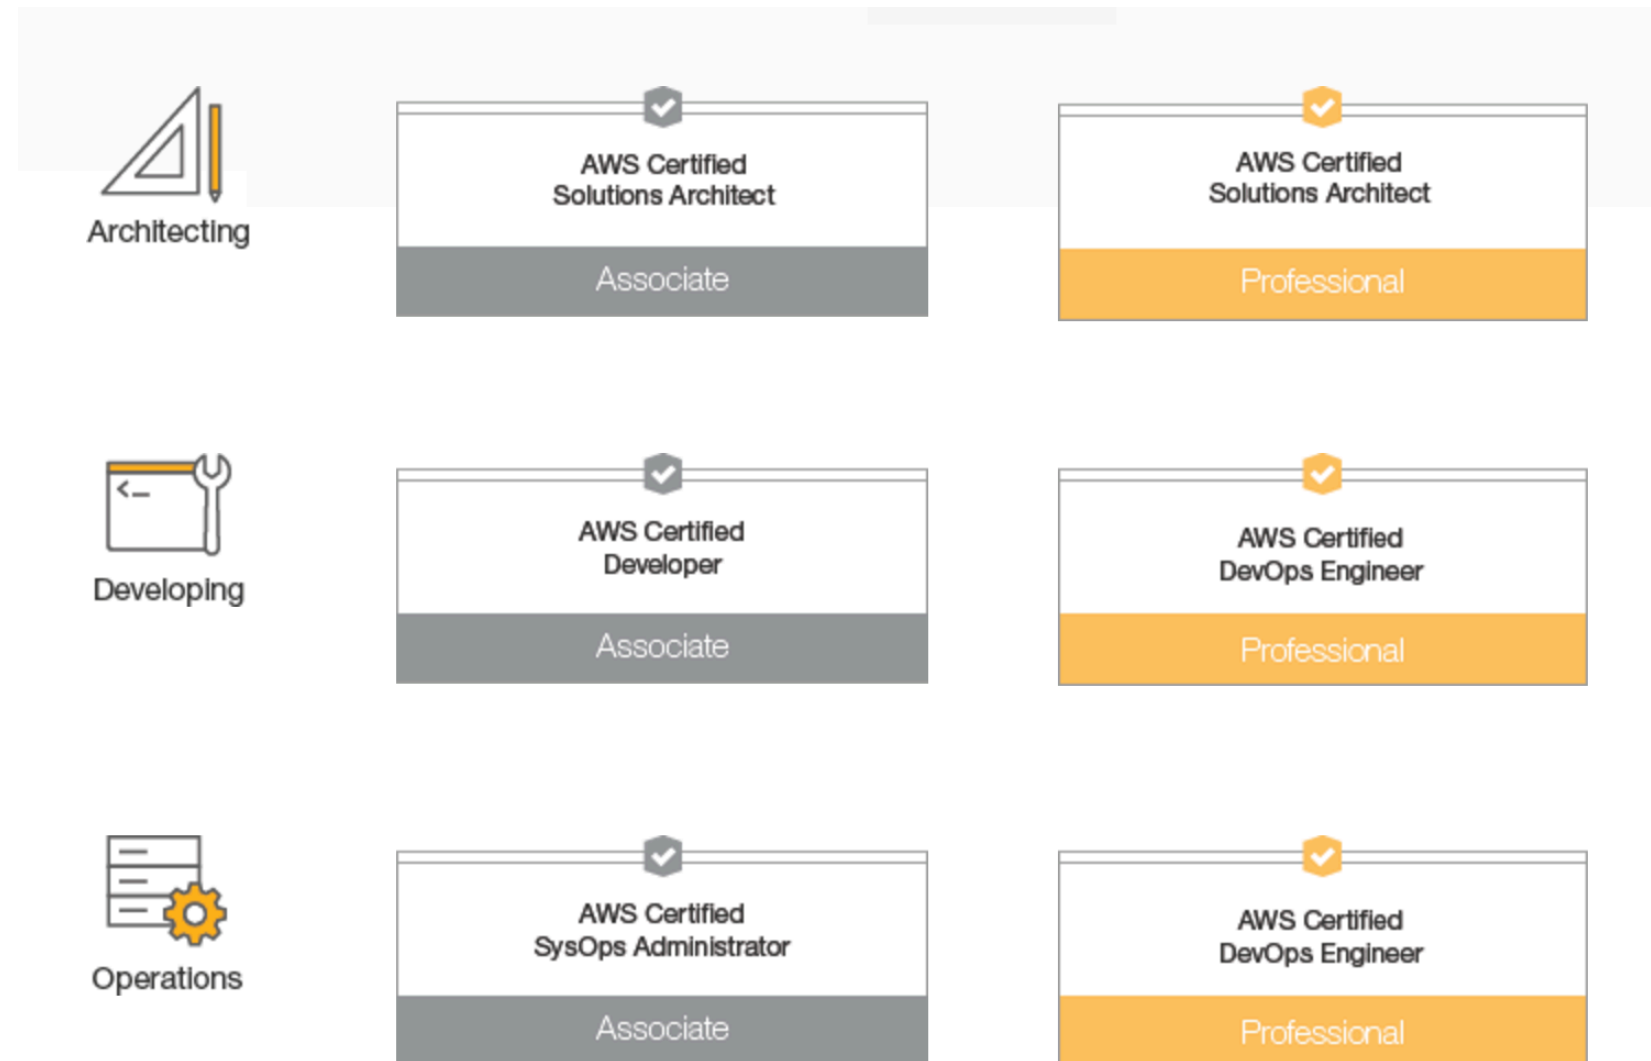 Architecting
AWS Certified
Solutions Architect
Associate
AWS Certified
Solutions Architect
Professional
<_
Developing
AWS Certified
Developer
Associate
AWS Certified
DevOps Engineer
Professional
Operations
AWS Certified
SysOps Administrator
Associate
AWS Certified
DevOps Engineer
Professional